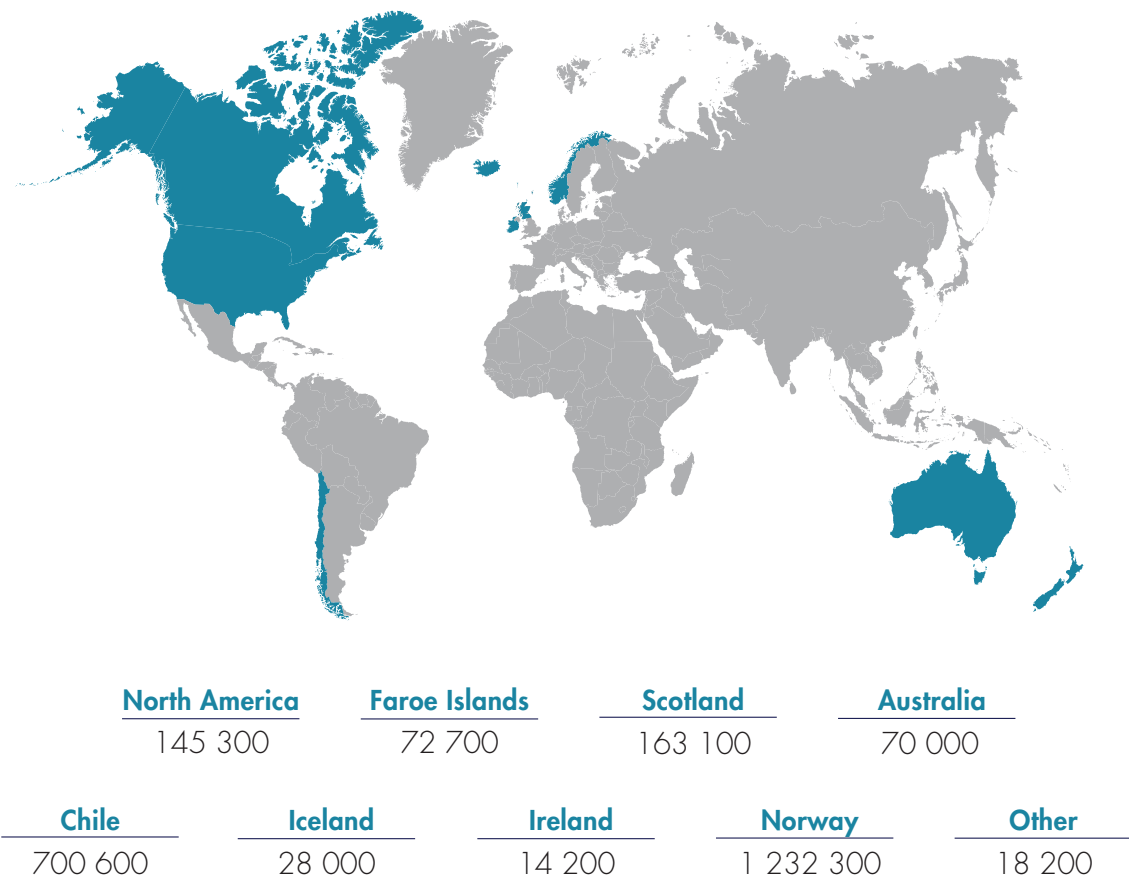 North America Faroe Islands Scotland Australia
145 300 72 700 163 100 70 000
Chile Iceland Ireland Norway Other
700 600 28 000 14 200 1 232 300 18 200